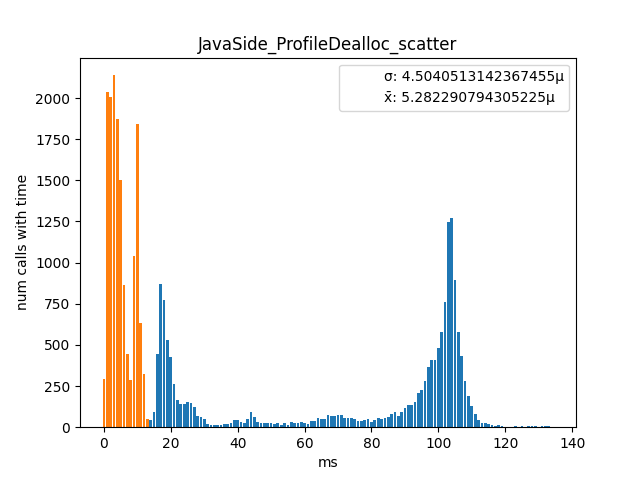 JavaSide_ProfileDealloc_scatter
σ: 4.5040513142367455μ
x̄: 5.282290794305225μ
num calls with time
2000
1750
1500
1250
1000
750
500
250
0
0 20 40 60 80 100 120 140
ms